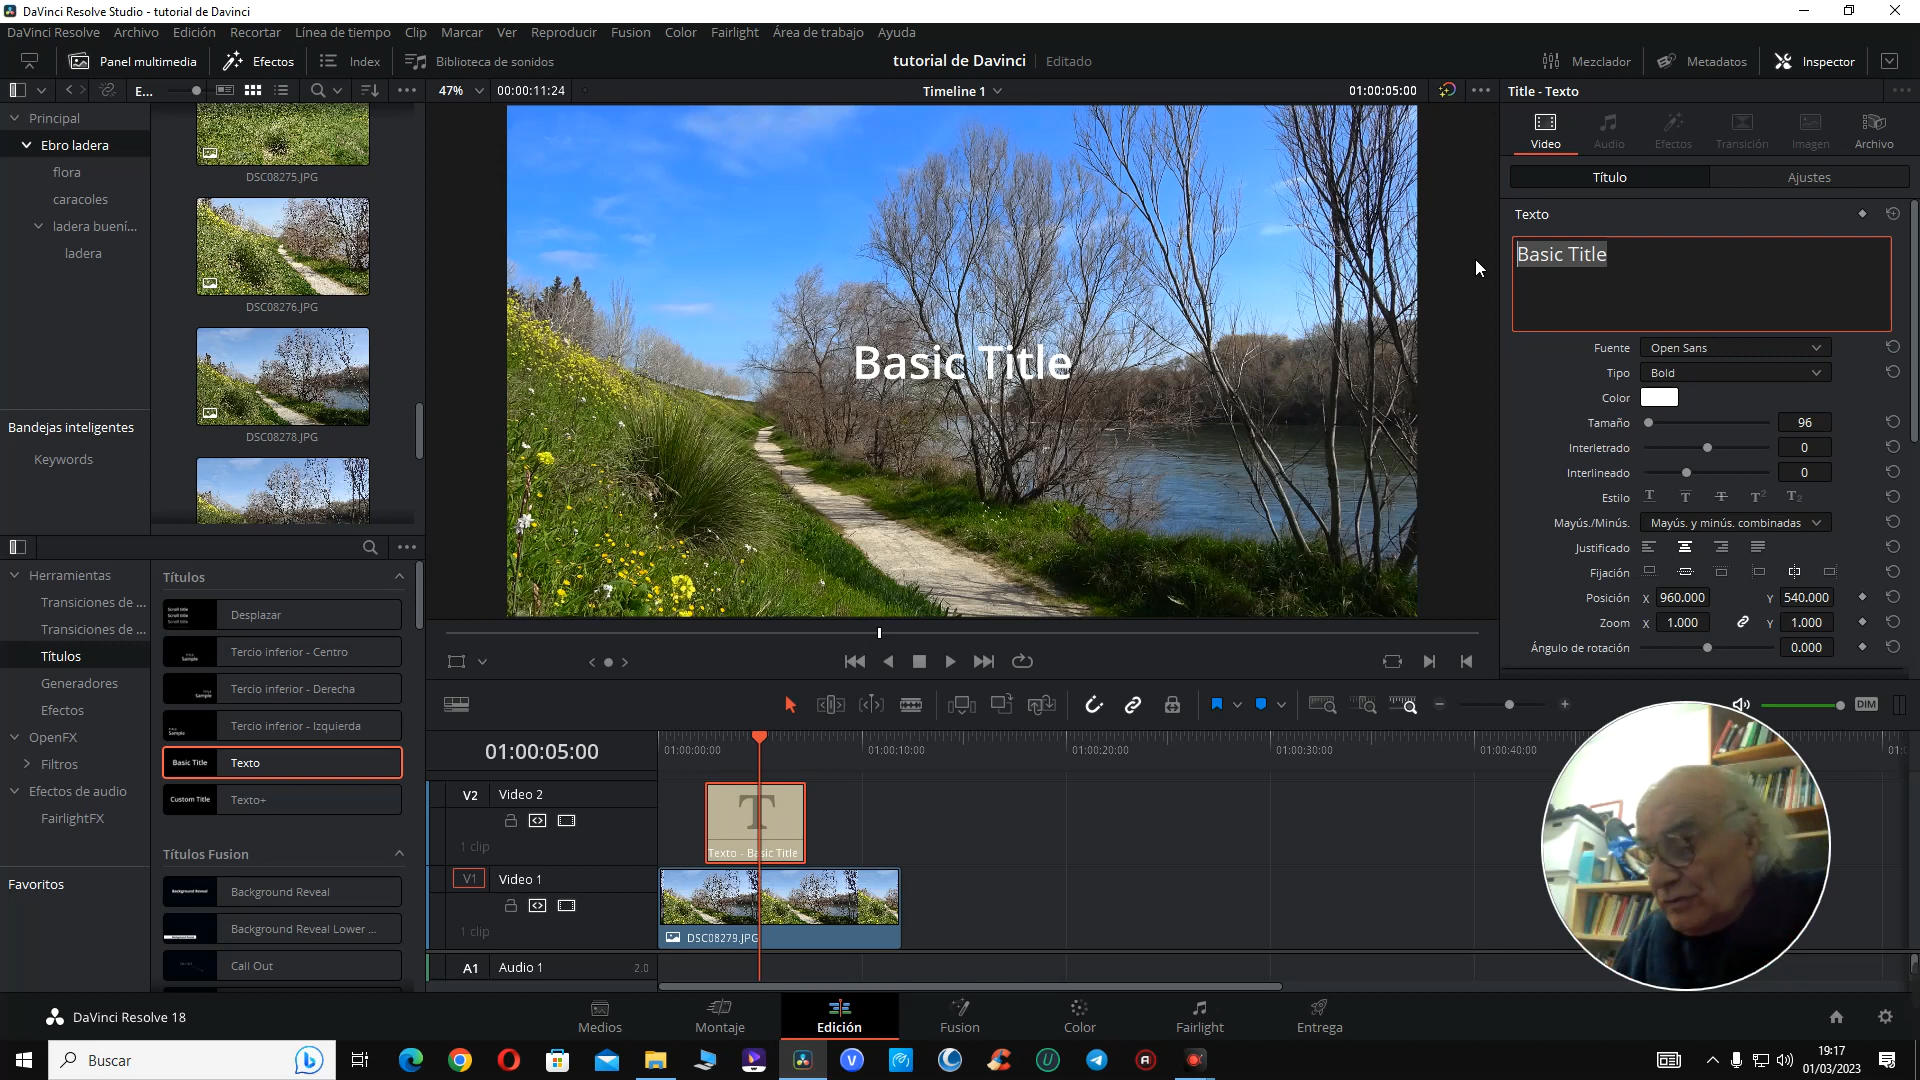 DaVinci Resolve Studio - tutorial de Davinci
DaVinci Resolve Archivo Edición Recortar Línea de tiempo Clip Marcar Ver Reproducir Fusion Color Fairlight Área de trabajo Ayuda
Panel multimedia Efectos Index Biblioteca de sonidos tutorial de Davinci Editado Mezclador Metadatos Inspector
E... 47% 00:00:11:24 Timeline 1 01:00:05:00 Title - Texto
Principal
Ebro ladera
flora
caracoles
ladera buení...
ladera
Bandejas inteligentes
Keywords
DSC08275.JPG
DSC08276.JPG
DSC08278.JPG
Basic Title
Video Audio Efectos Transición Imagen Archivo
Título Ajustes
Texto
Basic Title
Fuente Open Sans
Tipo Bold
Color
Tamaño 96
Interletrado 0
Interlineado 0
Estilo T T T T2 T2
Mayús./Minús. Mayús. y minús. combinadas
Justificado
Fijación
Posición X 960.000 Y 540.000
Zoom X 1.000 Y 1.000
Ángulo de rotación 0.000
Herramientas
Transiciones de ...
Transiciones de ...
Títulos
Generadores
Efectos
OpenFX
Filtros
Efectos de audio
FairlightFX
Favoritos
Títulos
Desplazar
Tercio inferior - Centro
Tercio inferior - Derecha
Tercio inferior - Izquierda
Basic Title Texto
Custom Title Texto+
Títulos Fusion
Background Reveal Background Reveal
Background Reveal Lower ...
Call Out
DIM
01:00:05:00 01:00:00:00 01:00:10:00 01:00:20:00 01:00:30:00 01:00:40:00
V2 Video 2
1 clip
T
Texto - Basic Title
V1 Video 1
1 clip
DSC08279.JPG
A1 Audio 1 2.0
DaVinci Resolve 18 Medios Montaje Edición Fusion Color Fairlight Entrega
Buscar
19:17
01/03/2023